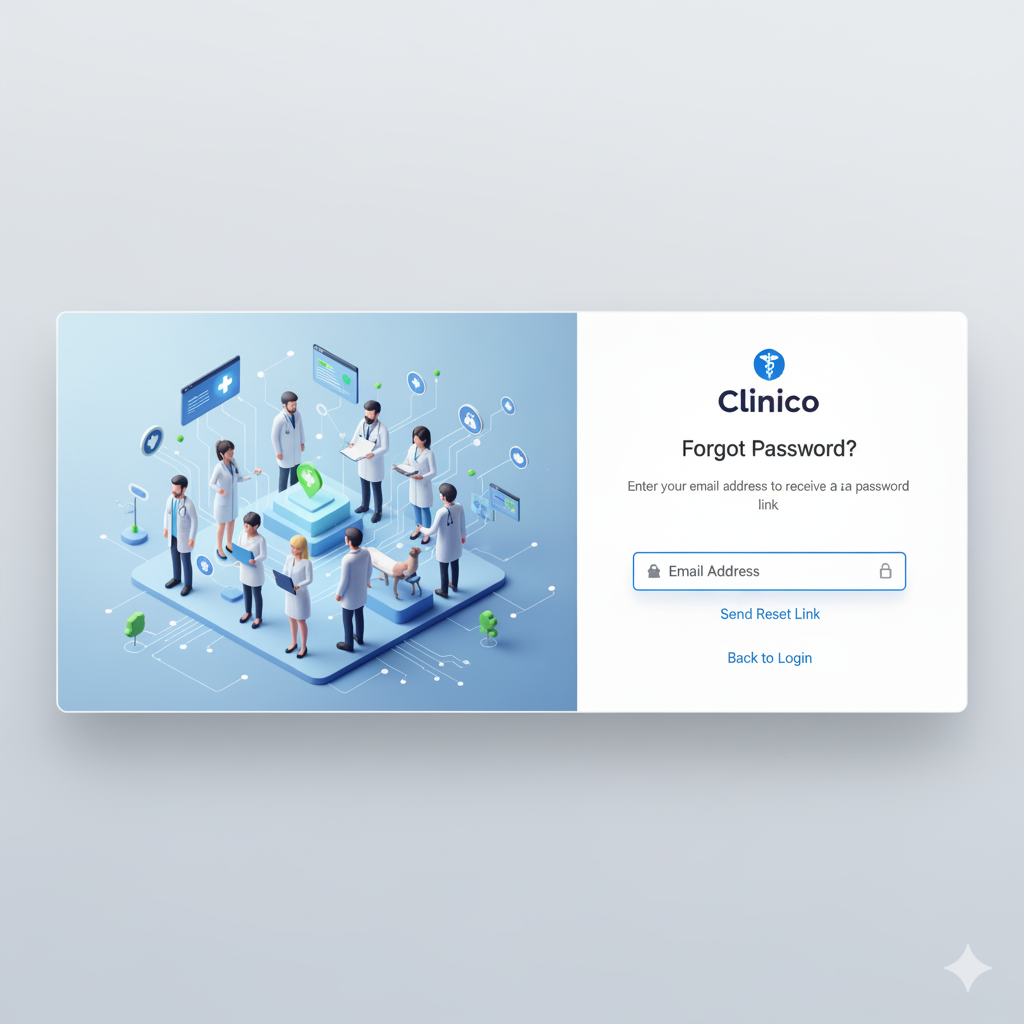 Clinico
Forgot Password?
Enter your email address to receive a ıa password
link
Email Address
Send Reset Link
Back to Login